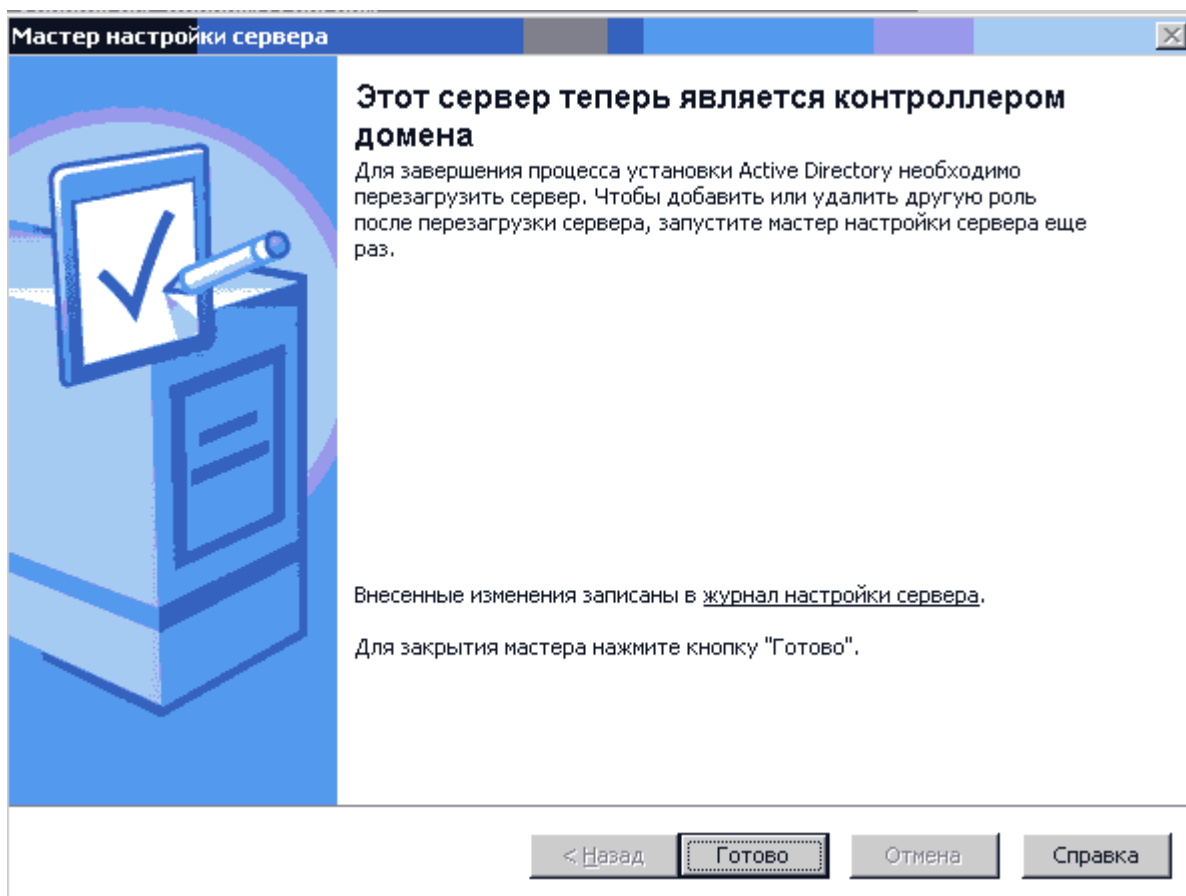 Мастер настройки сервера
Этот сервер теперь является контроллером
домена
Для завершения процесса установки Active Directory необходимо
перезагрузить сервер. Чтобы добавить или удалить другую роль
после перезагрузки сервера, запустите мастер настройки сервера еще
раз.
Внесенные изменения записаны в журнал настройки сервера.
Для закрытия мастера нажмите кнопку "Готово".
< Назад Готово Отмена Справка